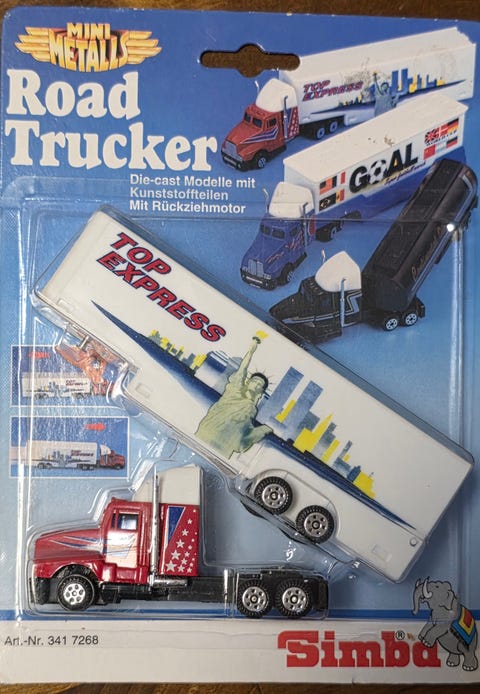 MINI
METALLS
Road
Trucker
Die-cast Modelle mit
Kunststoffteilen
Mit Rückziehmotor
TOP
EXPRESS
GOAL
TOP
EXPRESS
Art.-Nr. 341 7268
Simba®